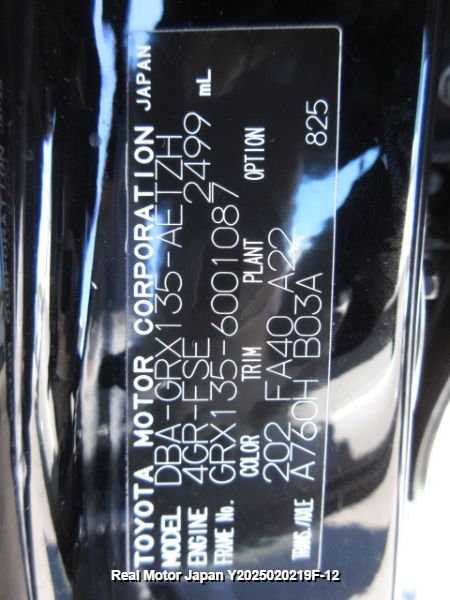 TOYOTA MOTOR CORPORATION JAPAN
MODEL DBA-GRX135-AETZH
ENGINE 4GR-FSE 2499 mL
FRAME No. GRX135-6001087
COLOR TRIM PLANT OPTION
202 FA40 A22
TRANS./AXLE A760H B03A 825
Real Motor Japan Y2025020219F-12